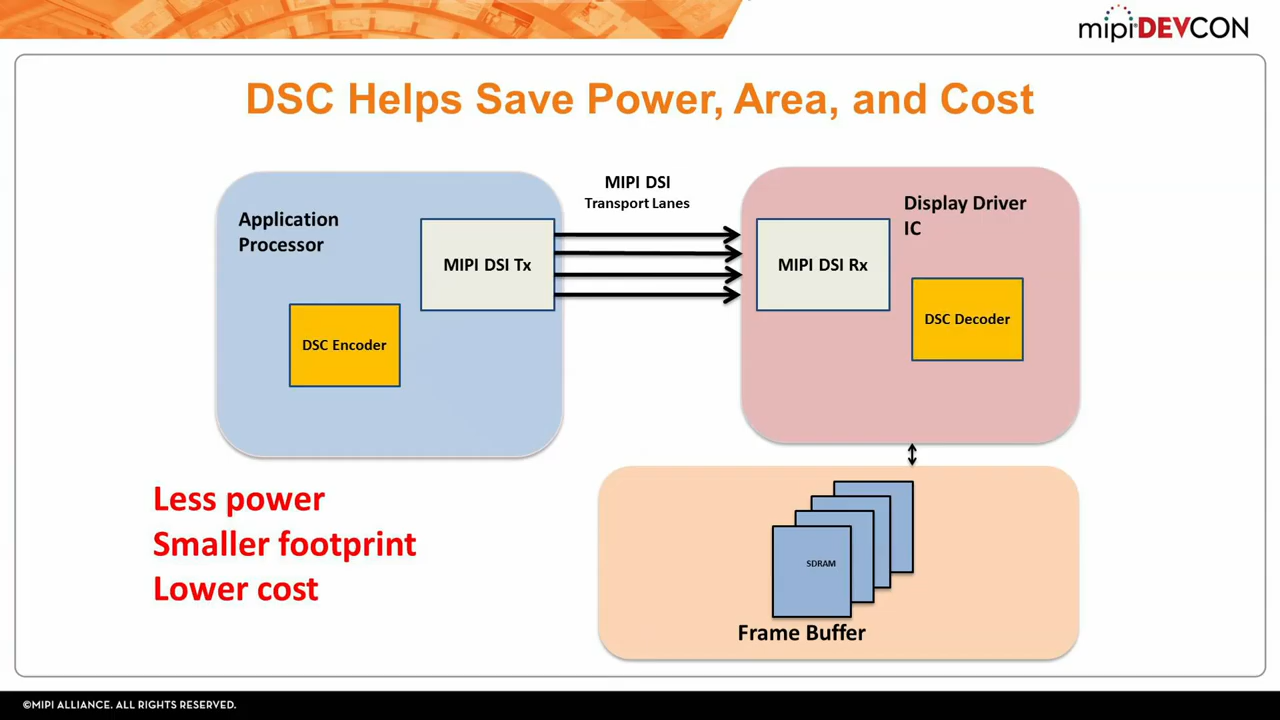 mipiDEVCON
DSC Helps Save Power, Area, and Cost
MIPI DSI
Transport Lanes
Application
Processor
MIPI DSI Tx
DSC Encoder
Display Driver
IC
MIPI DSI Rx
DSC Decoder
Less power
Smaller footprint
Lower cost
SDRAM
Frame Buffer
©MIPI ALLIANCE. ALL RIGHTS RESERVED.